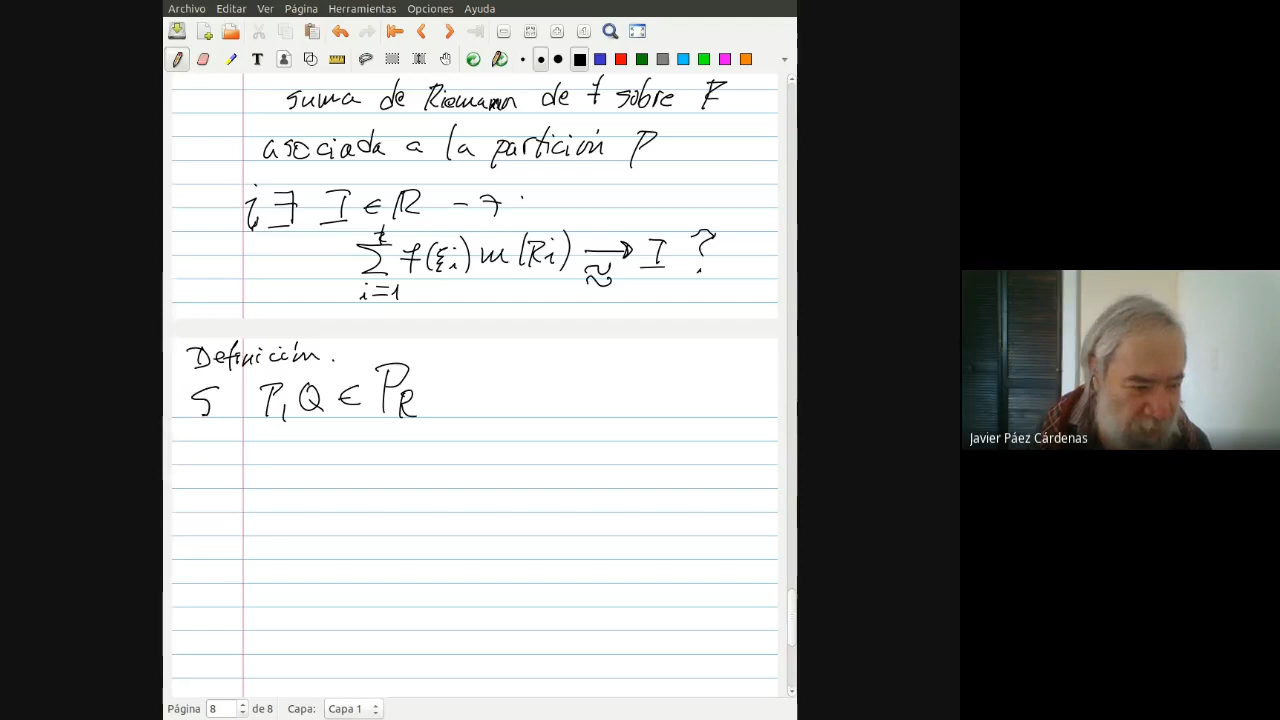 Archivo Editar Ver Página Herramientas Opciones Ayuda
suma de Riemann de f sobre R
asociada a la partición P
¿∃ I ∈ ℝ
∑ f(ξi) m(Ri) → I ?
i=1
Definición.
P, Q ∈ P_R
Javier Páez Cárdenas
Página 8 de 8 Capa: Capa 1